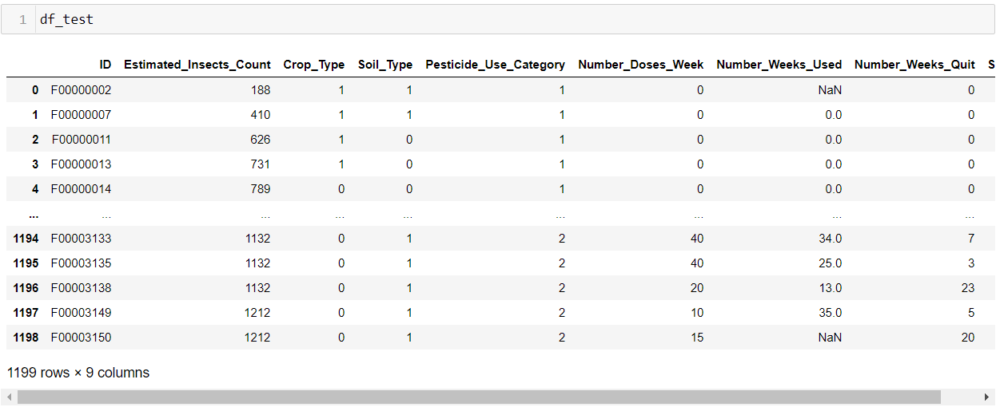 1 df_test
ID Estimated_Insects_Count Crop_Type Soil_Type Pesticide_Use_Category Number_Doses_Week Number_Weeks_Used Number_Weeks_Quit S
0 F00000002 188 1 1 1 0 NaN 0
1 F00000007 410 1 1 1 0 0.0 0
2 F00000011 626 1 0 1 0 0.0 0
3 F00000013 731 1 0 1 0 0.0 0
4 F00000014 789 0 0 1 0 0.0 0
... ... ... ... ... ... ... ... ...
1194 F00003133 1132 0 1 2 40 34.0 7
1195 F00003135 1132 0 1 2 40 25.0 3
1196 F00003138 1132 0 1 2 20 13.0 23
1197 F00003149 1212 0 1 2 10 35.0 5
1198 F00003150 1212 0 1 2 15 NaN 20
1199 rows × 9 columns